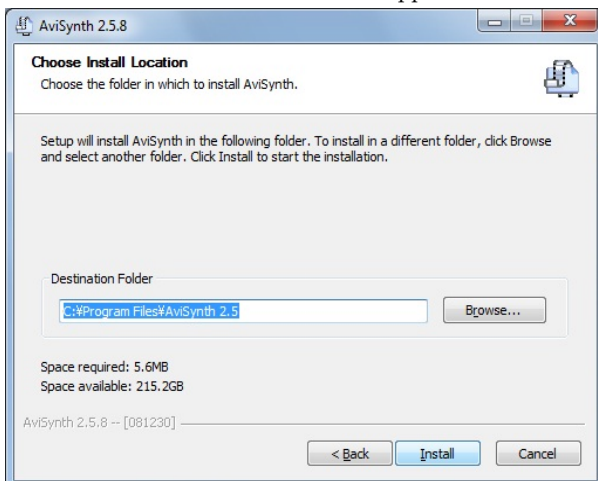 AviSynth 2.5.8
Choose Install Location
Choose the folder in which to install AviSynth.
Setup will install AviSynth in the following folder. To install in a different folder, click Browse
and select another folder. Click Install to start the installation.
Destination Folder
C:¥Program Files¥AviSynth 2.5
Browse...
Space required: 5.6MB
Space available: 215.2GB
AviSynth 2.5.8 -- [081230]
< Back
Install
Cancel